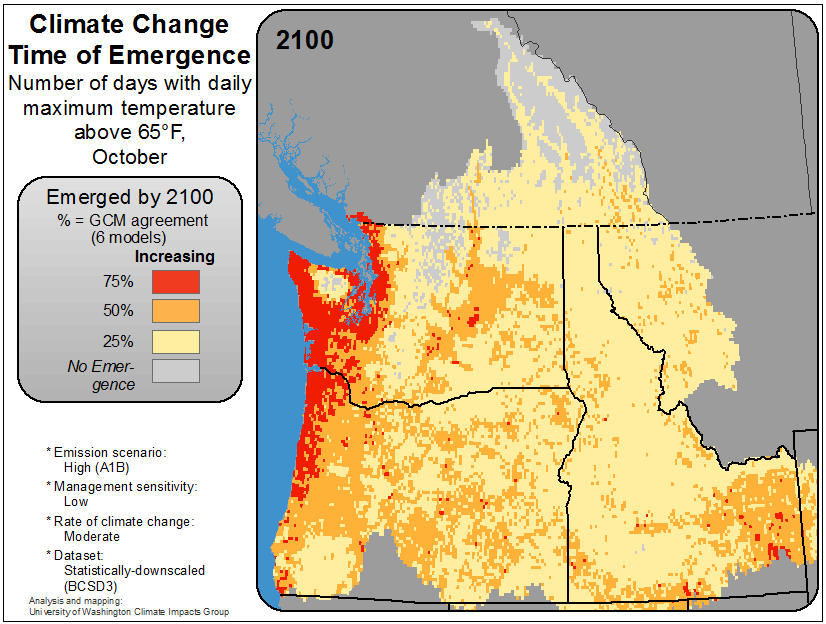 Climate Change
Time of Emergence
Number of days with daily
maximum temperature
above 65°F,
October
Emerged by 2100
% = GCM agreement
(6 models)
Increasing
75%
50%
25%
No Emer-
gence
* Emission scenario:
High (A1B)
* Management sensitivity:
Low
* Rate of climate change:
Moderate
* Dataset:
Statistically-downscaled
(BCSD3)
Analysis and mapping:
University of Washington Climate Impacts Group
2100